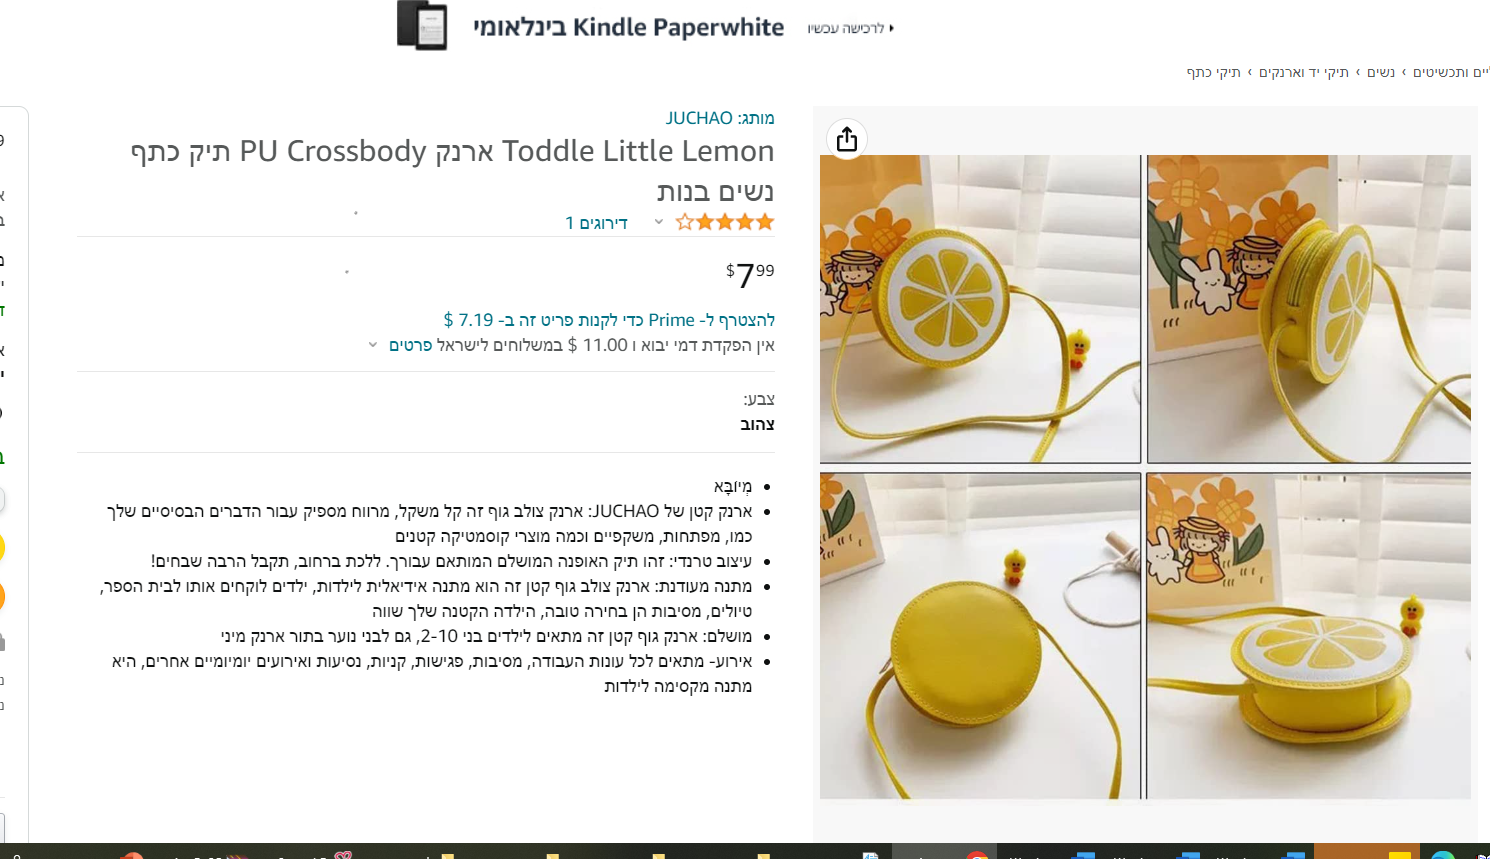 Kindle Paperwhite בינלאומי לרכישה עכשיו
ותכשיטים › נשים › תיקי יד וארנקים › תיקי כתף
מותג: JUCHAO
Toddle Little Lemon ארנק PU Crossbody תיק כתף
נשים בנות
1 דירוגים
$7.99
להצטרף ל- Prime כדי לקנות פריט זה ב- 7.19 $
אין הפקדת דמי יבוא ו 11.00 $ במשלוחים לישראל פרטים
צבע:
צהוב
מְיוּבָּא
ארנק קטן של JUCHAO: ארנק צולב גוף זה קל משקל, מרווח מספיק עבור הדברים הבסיסיים שלך
כמו, מפתחות, משקפיים וכמה מוצרי קוסמטיקה קטנים
עיצוב טרנדי: זהו תיק האופנה המושלם המותאם עבורך. ללכת ברחוב, תקבל הרבה שבחים!
מתנה מעודנת: ארנק צולב גוף קטן זה הוא מתנה אידיאלית לילדות, ילדים לוקחים אותו לבית הספר,
טיולים, מסיבות הן בחירה טובה, הילדה הקטנה שלך שווה
מושלם: ארנק גוף קטן זה מתאים לילדים בני 2-10, גם לבני נוער בתור ארנק מיני
אירוע- מתאים לכל עונות העבודה, מסיבות, פגישות, קניות, נסיעות ואירועים יומיומיים אחרים, היא
מתנה מקסימה לילדות